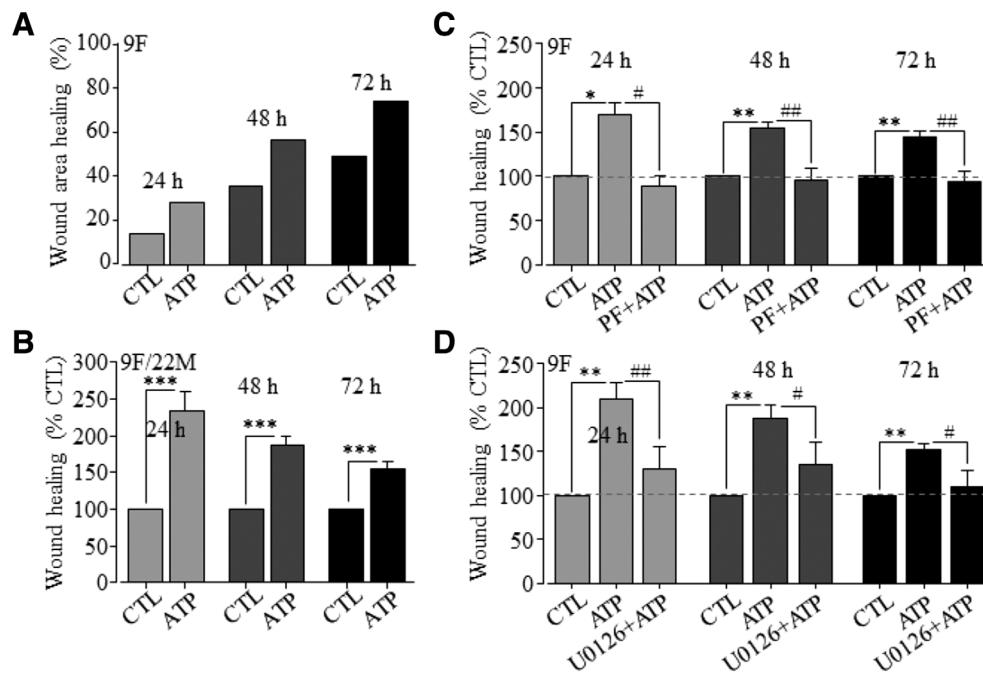 A
Wound area healing (%)
100
80
60
40
20
0
9F
24 h
48 h
72 h
CTL
ATP
CTL
ATP
CTL
ATP
B
Wound healing (% CTL)
300
250
200
150
100
50
0
9F/22M
24 h
48 h
72 h
***
***
***
CTL
ATP
CTL
ATP
CTL
ATP
C
Wound healing (% CTL)
250
200
150
100
50
0
9F
24 h
48 h
72 h
* #
** ##
** ##
CTL
ATP
PF+ATP
CTL
ATP
PF+ATP
CTL
ATP
PF+ATP
D
Wound healing (% CTL)
250
200
150
100
50
0
9F
24 h
48 h
72 h
** ##
** #
** #
CTL
ATP
U0126+ATP
CTL
ATP
U0126+ATP
CTL
ATP
U0126+ATP